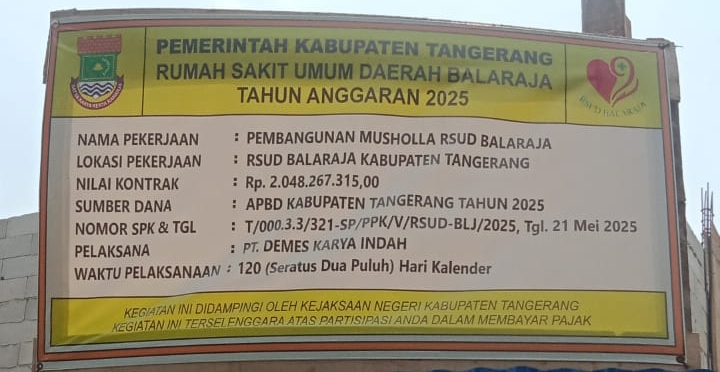 PEMERINTAH KABUPATEN TANGERANG
RUMAH SAKIT UMUM DAERAH BALARAJA
TAHUN ANGGARAN 2025
RSUD BALARAJA
NAMA PEKERJAAN : PEMBANGUNAN MUSHOLLA RSUD BALARAJA
LOKASI PEKERJAAN : RSUD BALARAJA KABUPATEN TANGERANG
NILAI KONTRAK : Rp. 2.048.267.315,00
SUMBER DANA : APBD KABUPATEN TANGERANG TAHUN 2025
NOMOR SPK & TGL : T/000.3.3/321-SP/PPK/V/RSUD-BLJ/2025, Tgl. 21 Mei 2025
PELAKSANA : PT. DEMES KARYA INDAH
WAKTU PELAKSANAAN : 120 (Seratus Dua Puluh) Hari Kalender
KEGIATAN INI DIDAMPINGI OLEH KEJAKSAAN NEGERI KABUPATEN TANGERANG
KEGIATAN INI TERSELENGGARA ATAS PARTISIPASI ANDA DALAM MEMBAYAR PAJAK